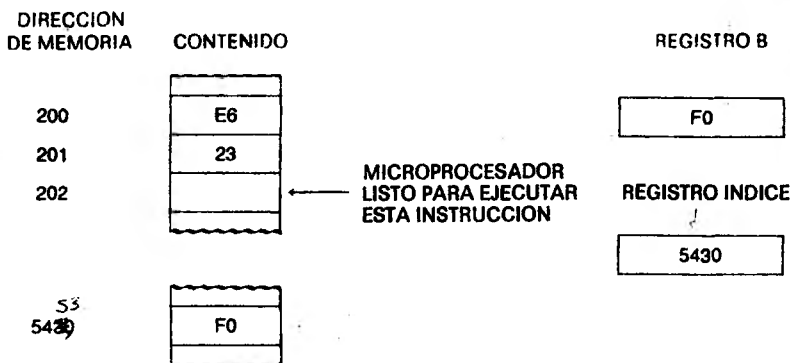 DIRECCION
DE MEMORIA
CONTENIDO
REGISTRO B
200
E6
F0
201
23
202
MICROPROCESADOR
LISTO PARA EJECUTAR
ESTA INSTRUCCION
REGISTRO INDICE
5430
53
F0